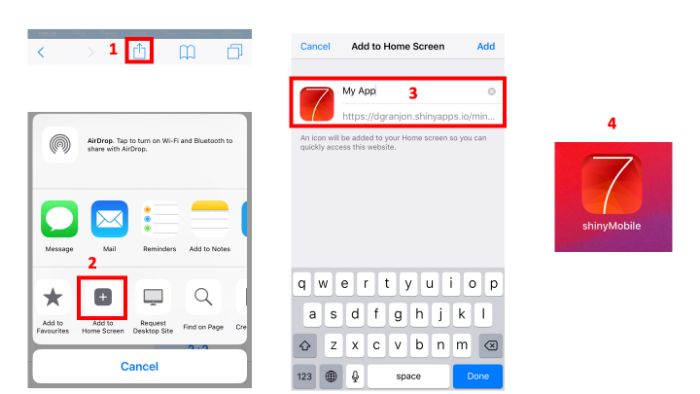 1
AirDrop. Tap to turn on Wi-Fi and Bluetooth to
share with AirDrop.
Message
Mail
Reminders
Add to Notes
2
Add to
Favourites
Add to
Home Screen
Request
Desktop Site
Find on Page
Cre
Cancel
Cancel
Add to Home Screen
Add
7
My App
3
https://dgranjon.shinyapps.io/min...
An icon will be added to your Home screen so you can
quickly access this website.
q w e r t y u i o p
a s d f g h j k l
z x c v b n m
123
space
Done
4
7
shinyMobile